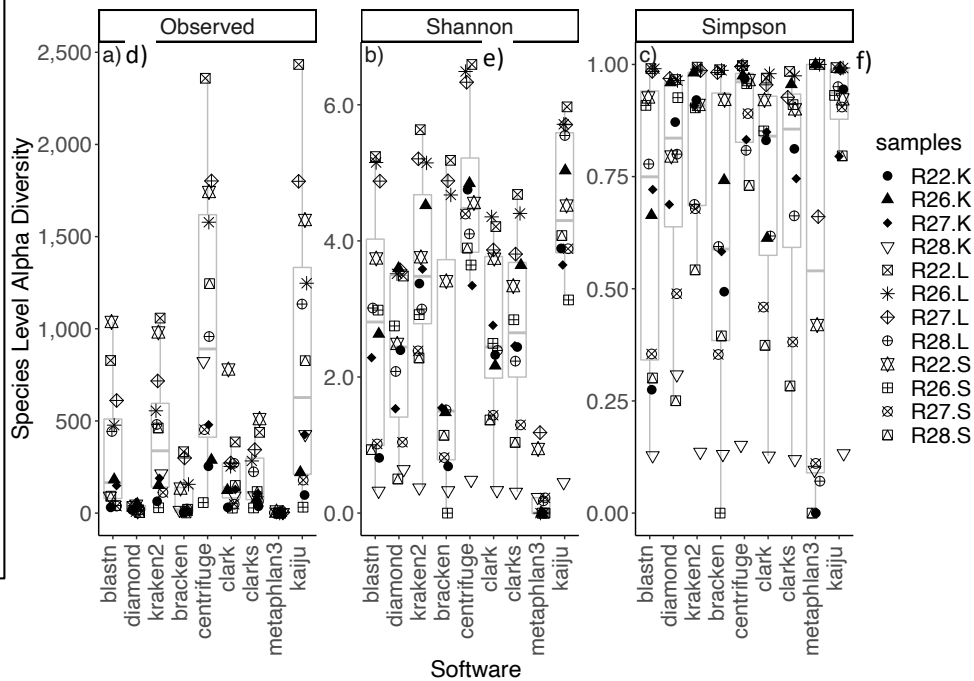 Observed
Shannon
Simpson
a) d)
b)
e)
c)
f)
Species Level Alpha Diversity
2,500
2,000
1,500
1,000
500
0
6.0
4.0
2.0
0.0
1.00
0.75
0.50
0.25
0.00
blastn
diamond
kraken2
bracken
centrifuge
clark
clarks
metaphlan3
kaiju
blastn
diamond
kraken2
bracken
centrifuge
clark
clarks
metaphlan3
kaiju
blastn
diamond
kraken2
bracken
centrifuge
clark
clarks
metaphlan3
kaiju
Software
samples
R22.K
R26.K
R27.K
R28.K
R22.L
R26.L
R27.L
R28.L
R22.S
R26.S
R27.S
R28.S